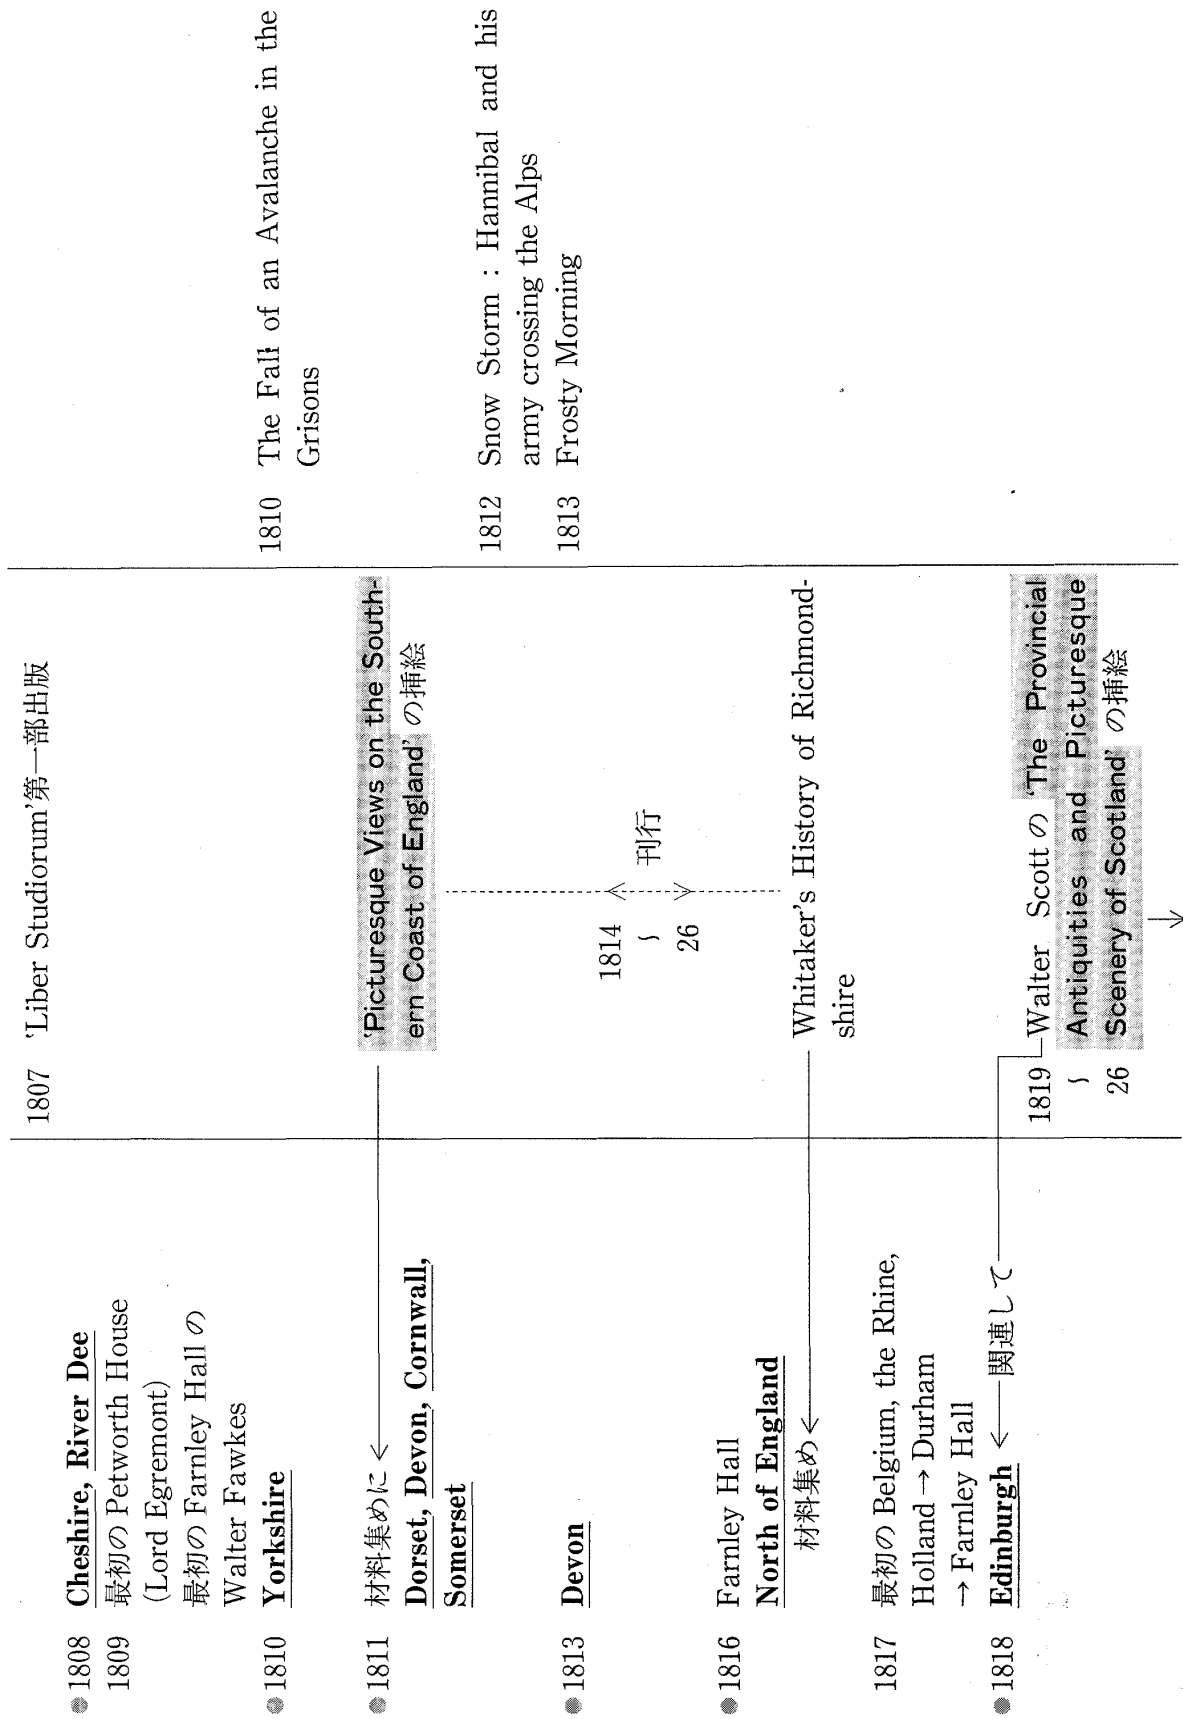 ● 1808 Cheshire, River Dee
1809 最初の Petworth House
(Lord Egremont)
最初の Farnley Hall の
Walter Fawkes
● 1810 Yorkshire
● 1811 材料集めに
Dorset, Devon, Cornwall,
Somerset
● 1813 Devon
● 1816 Farnley Hall
North of England
材料集め
1817 最初の Belgium, the Rhine,
Holland → Durham
→ Farnley Hall
● 1818 Edinburgh ← 関連して
1807 'Liber Studiorum'第一部出版
'Picturesque Views on the South-
ern Coast of England' の挿絵
1814
〜 刊行
26
Whitaker's History of Richmond-
shire
1819 Walter Scott の 'The Provincial
〜 Antiquities and Picturesque
26 Scenery of Scotland' の挿絵
1810 The Fall of an Avalanche in the
Grisons
1812 Snow Storm : Hannibal and his
army crossing the Alps
1813 Frosty Morning